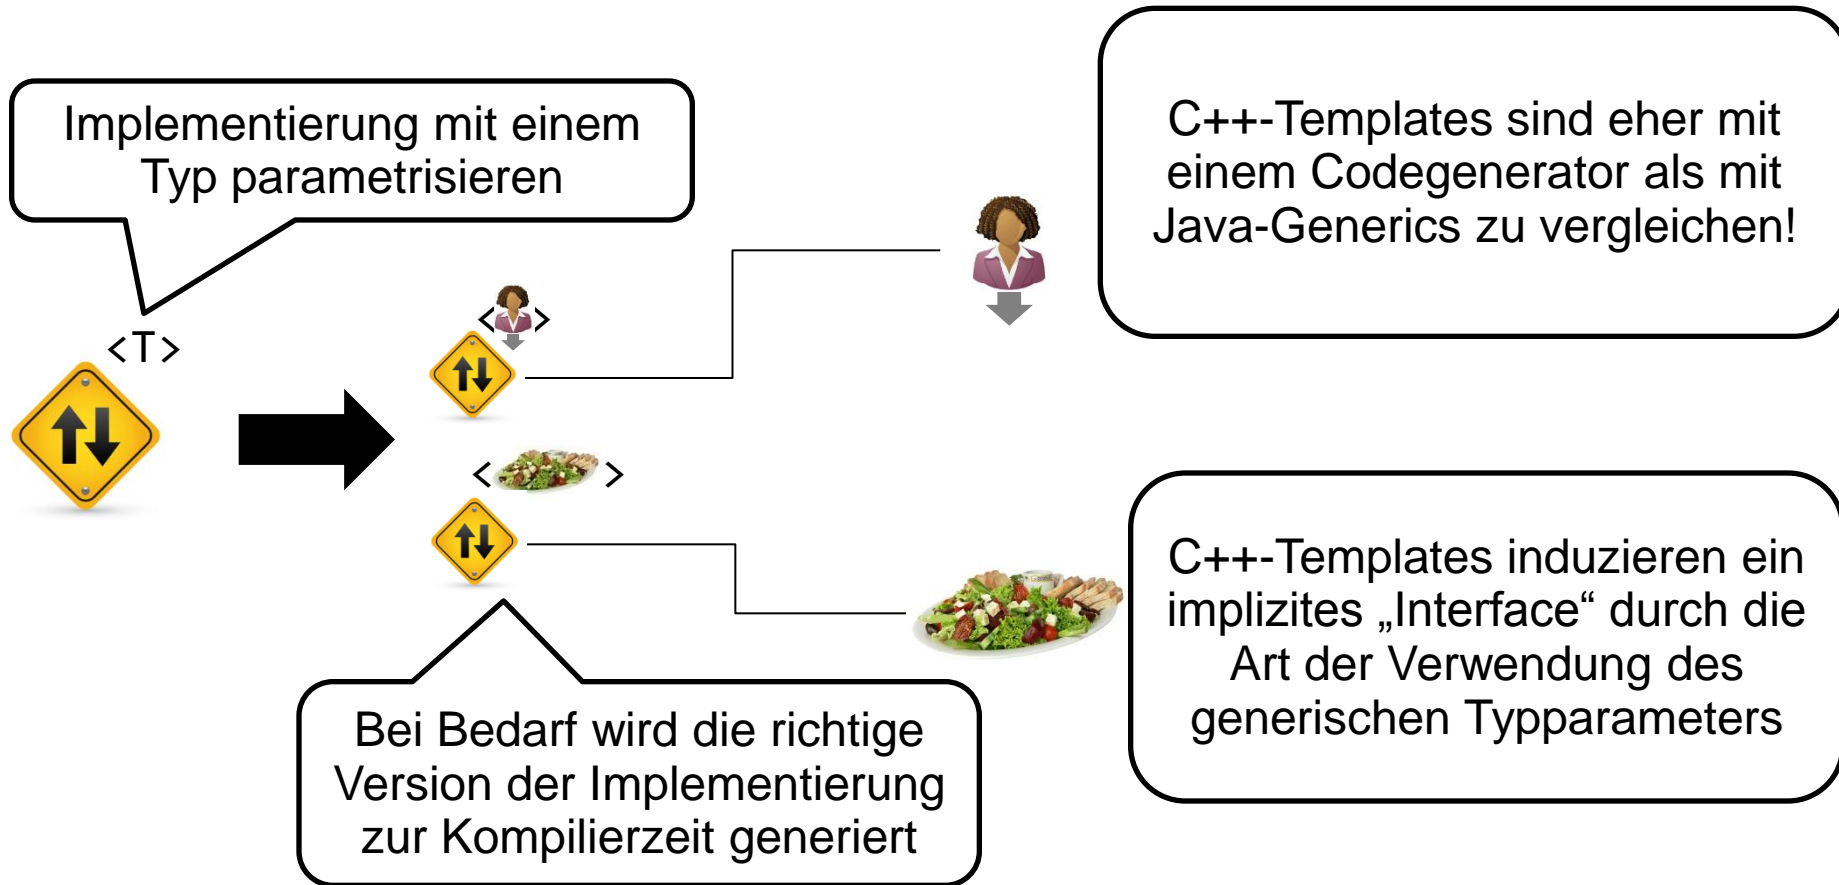 Implementierung mit einem
Typ parametrisieren
<T>
< >
< >
Bei Bedarf wird die richtige
Version der Implementierung
zur Kompilierzeit generiert
C++-Templates sind eher mit
einem Codegenerator als mit
Java-Generics zu vergleichen!
C++-Templates induzieren ein
implizites „Interface“ durch die
Art der Verwendung des
generischen Typparameters